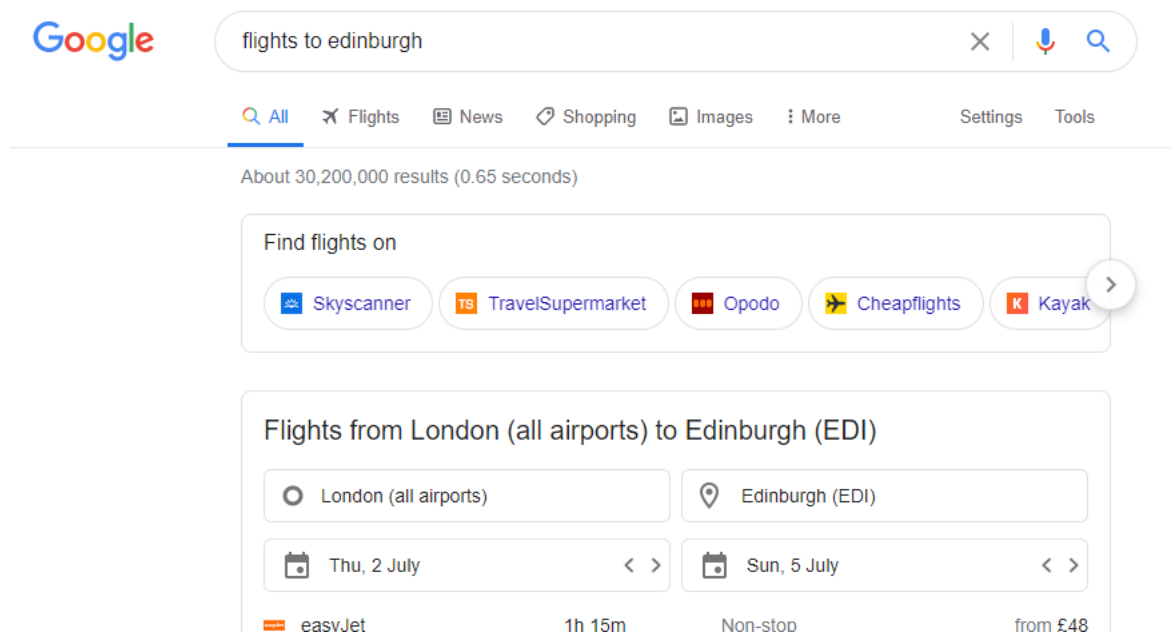 Google flights to edinburgh
All Flights News Shopping Images More Settings Tools
About 30,200,000 results (0.65 seconds)
Find flights on
Skyscanner TS TravelSupermarket Opodo Cheapflights K Kayak
Flights from London (all airports) to Edinburgh (EDI)
London (all airports) Edinburgh (EDI)
Thu, 2 July Sun, 5 July
easyJet 1h 15m Non-stop from £48